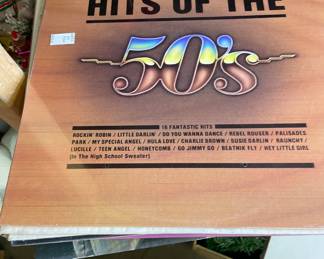 HITS OF THE
50's
16 FANTASTIC HITS
ROCKIN' ROBIN / LITTLE DARLIN' / DO YOU WANNA DANCE / REBEL ROUSER / PALISADES
PARK / MY SPECIAL ANGEL / HULA LOVE / CHARLIE BROWN / SUSIE DARLIN / RAUNCHY /
LUCILLE / TEEN ANGEL / HONEYCOMB / GO JIMMY GO / BEATNIK FLY / HEY LITTLE GIRL
(In The High School Sweater)